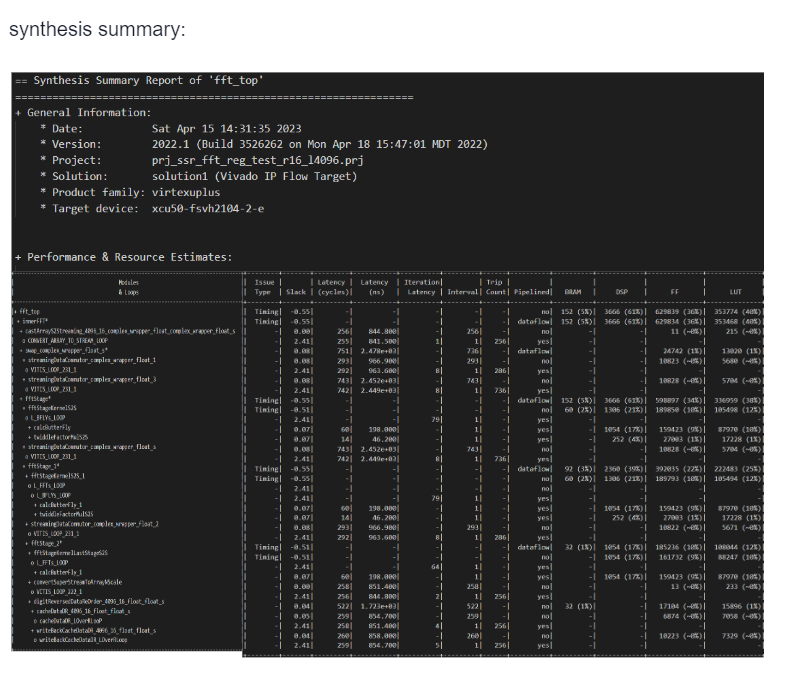 synthesis summary:
== Synthesis Summary Report of 'fft_top'
================================================================
+ General Information:
* Date: Sat Apr 15 14:31:35 2023
* Version: 2022.1 (Build 3526262 on Mon Apr 18 15:47:01 MDT 2022)
* Project: prj_ssr_fft_reg_test_r16_l4096.prj
* Solution: solution1 (Vivado IP Flow Target)
* Product family: virtexuplus
* Target device: xcu50-fsvh2104-2-e
+ Performance & Resource Estimates:
Modules | Issue | | Latency | Latency | Iteration| | Trip |
& Loops | Type | Slack | (cycles)| (ns) | Latency | Interval| Count| Pipelined| BRAM | DSP | FF | LUT
+ fft_top | Timing| -0.55| -| -| -| -| -| no| 152 (5%)| 3666 (61%)| 629839 (36%)| 353774 (40%)|
+ innerFFT* | Timing| -0.55| -| -| -| -| -| dataflow| 152 (5%)| 3666 (61%)| 629834 (36%)| 353468 (40%)|
+ castArrayS2Streaming_4096_16_complex_wrapper_float_complex_wrapper_float_s | -| 0.00| 256| 844.800| -| 256| -| no| -| -| 11 (~0%)| 215 (~0%)|
o CONVERT_ARRAY_TO_STREAM_LOOP | -| 2.41| 255| 841.500| 1| 1| 256| yes| -| -| -| -|
+ swap_complex_wrapper_float_s* | -| 0.08| 751| 2.478e+03| -| 736| -| dataflow| -| -| 24742 (1%)| 13020 (1%)|
+ streamingDataCommutor_complex_wrapper_float_1 | -| 0.08| 293| 966.900| -| 293| -| no| -| -| 10823 (~0%)| 5680 (~0%)|
o VITIS_LOOP_231_1 | -| 2.41| 292| 963.600| 8| 1| 286| yes| -| -| -| -|
+ streamingDataCommutor_complex_wrapper_float_3 | -| 0.08| 743| 2.452e+03| -| 743| -| no| -| -| 10828 (~0%)| 5704 (~0%)|
o VITIS_LOOP_231_1 | -| 2.41| 742| 2.449e+03| 8| 1| 736| yes| -| -| -| -|
+ fftStage* | Timing| -0.55| -| -| -| -| -| dataflow| 152 (5%)| 3666 (61%)| 598897 (34%)| 336959 (38%)|
+ fftStageKernelS2S | Timing| -0.51| -| -| -| -| -| no| 60 (2%)| 1306 (21%)| 189850 (10%)| 105498 (12%)|
o L_BFLYs_LOOP | -| 2.41| -| -| 79| 1| -| yes| -| -| -| -|
+ calcButterfly | -| 0.07| 60| 198.000| -| 1| -| yes| -| 1054 (17%)| 159423 (9%)| 87970 (10%)|
+ twiddleFactorMulS2S | -| 0.07| 14| 46.200| -| 1| -| yes| -| 252 (4%)| 27003 (1%)| 17228 (1%)|
+ streamingDataCommutor_complex_wrapper_float_s | -| 0.08| 743| 2.452e+03| -| 743| -| no| -| -| 10828 (~0%)| 5704 (~0%)|
o VITIS_LOOP_231_1 | -| 2.41| 742| 2.449e+03| 8| 1| 736| yes| -| -| -| -|
+ fftStage_1* | Timing| -0.55| -| -| -| -| -| dataflow| 92 (3%)| 2360 (39%)| 392035 (22%)| 222483 (25%)|
+ fftStageKernelS2S_1 | Timing| -0.55| -| -| -| -| -| no| 60 (2%)| 1306 (21%)| 189793 (10%)| 105494 (12%)|
o L_FFTs_LOOP | -| 2.41| -| -| -| -| -| no| -| -| -| -|
o L_BFLYs_LOOP | -| 2.41| -| -| 79| 1| -| yes| -| -| -| -|
+ calcButterfly_1 | -| 0.07| 60| 198.000| -| 1| -| yes| -| 1054 (17%)| 159423 (9%)| 87970 (10%)|
+ twiddleFactorMulS2S | -| 0.07| 14| 46.200| -| 1| -| yes| -| 252 (4%)| 27003 (1%)| 17228 (1%)|
+ streamingDataCommutor_complex_wrapper_float_2 | -| 0.08| 293| 966.900| -| 293| -| no| -| -| 10822 (~0%)| 5671 (~0%)|
o VITIS_LOOP_231_1 | -| 2.41| 292| 963.600| 8| 1| 286| yes| -| -| -| -|
+ fftStage_2* | Timing| -0.51| -| -| -| -| -| dataflow| 32 (1%)| 1054 (17%)| 185236 (10%)| 108044 (12%)|
+ fftStageKernelLastStageS2S | Timing| -0.51| -| -| -| -| -| no| -| 1054 (17%)| 161732 (9%)| 88247 (10%)|
o L_FFTs_LOOP | -| 2.41| -| -| 64| 1| -| yes| -| -| -| -|
+ calcButterfly_1 | -| 0.07| 60| 198.000| -| 1| -| yes| -| 1054 (17%)| 159423 (9%)| 87970 (10%)|
+ convertSuperStreamToArrayNScale | -| 0.00| 258| 851.400| -| 258| -| no| -| -| 13 (~0%)| 233 (~0%)|
o VITIS_LOOP_222_1 | -| 2.41| 256| 844.800| 2| 1| 256| yes| -| -| -| -|
+ digitReversedDataReOrder_4096_16_float_float_s | -| 0.04| 522| 1.723e+03| -| 522| -| no| 32 (1%)| -| 17104 (~0%)| 15896 (1%)|
+ cacheDataDR_4096_16_float_float_s | -| 0.05| 259| 854.700| -| 259| -| no| -| -| 6874 (~0%)| 7058 (~0%)|
o cacheDataDR_LOverRLoop | -| 2.41| 258| 851.400| 4| 1| 256| yes| -| -| -| -|
+ writeBackCacheDataDR_4096_16_float_float_s | -| 0.04| 260| 858.000| -| 260| -| no| -| -| 10223 (~0%)| 7329 (~0%)|
o writeBackCacheDataDR_LOverRLoop | -| 2.41| 259| 854.700| 5| 1| 256| yes| -| -| -| -|